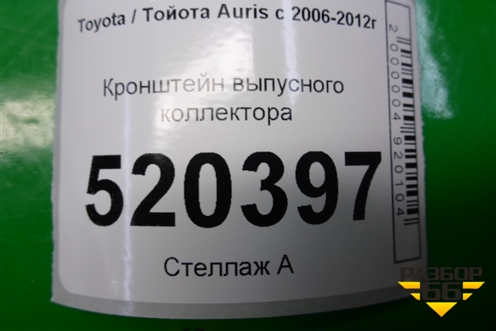 Toyota / Тойота Auris с 2006-2012г
Кронштейн выпусного
коллектора
520397
Стеллаж А
2000004920104
РАЗБОР
66